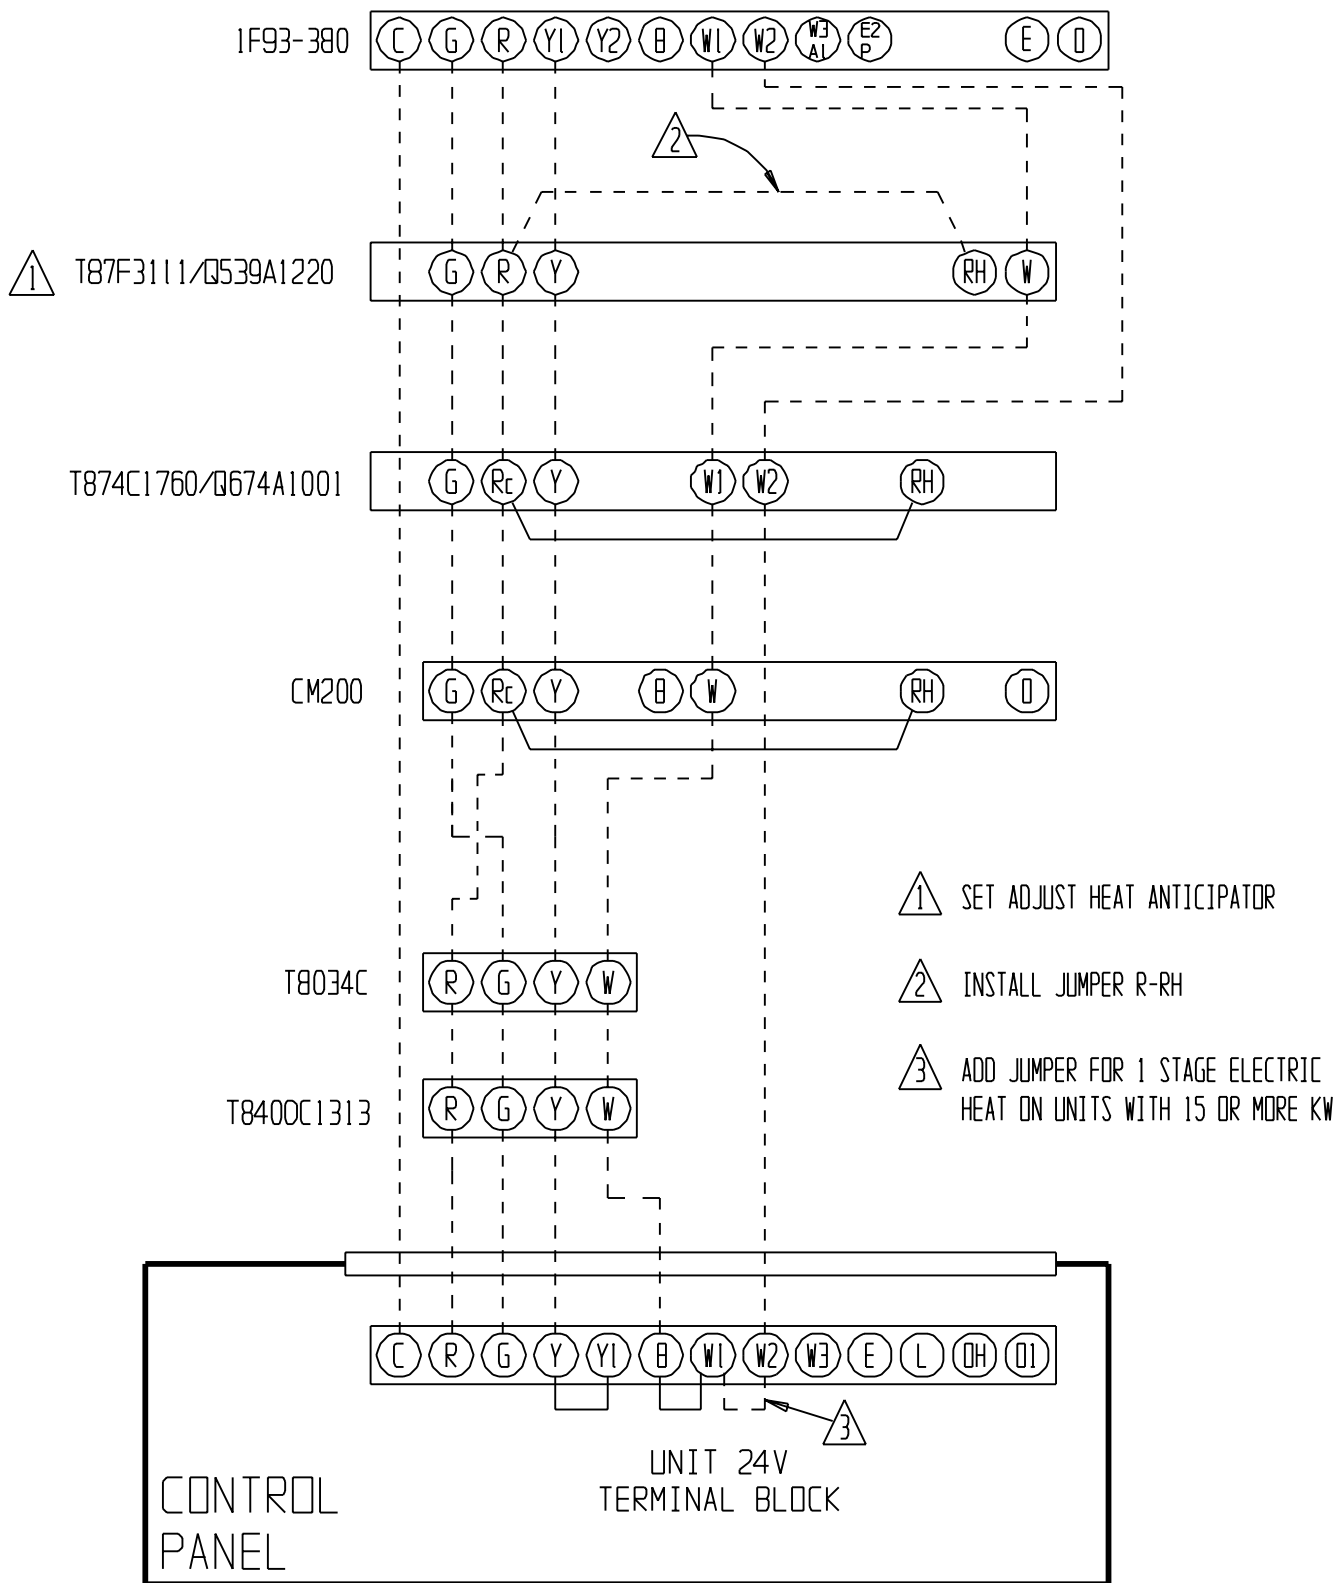 1F93-380 C G R Y1 Y2 B W1 W2 W3 A1 E2 P E O
2
1 T87F3111/Q539A1220 G R Y RH W
T874C1760/Q674A1001 G Rc Y W1 W2 RH
CM200 G Rc Y B W RH O
1 SET ADJUST HEAT ANTICIPATOR
T8034C R G Y W
2 INSTALL JUMPER R-RH
3 ADD JUMPER FOR 1 STAGE ELECTRIC
HEAT ON UNITS WITH 15 OR MORE KW
T8400C1313 R G Y W
C R G Y Y1 B W1 W2 W3 E L OH O1
3
UNIT 24V
TERMINAL BLOCK
CONTROL
PANEL